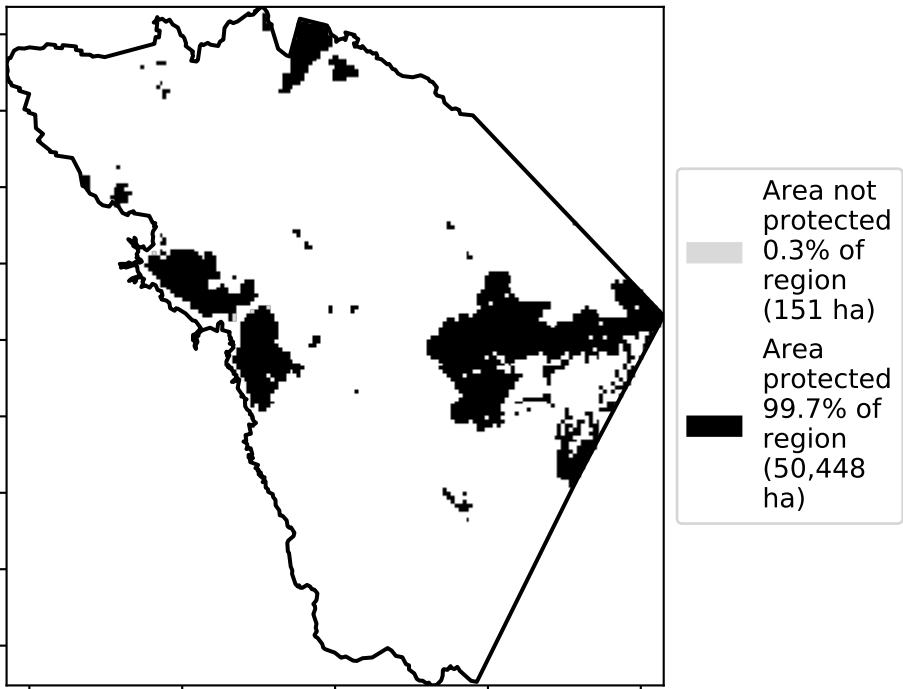 Area not
protected
0.3% of
region
(151 ha)
Area
protected
99.7% of
region
(50,448
ha)